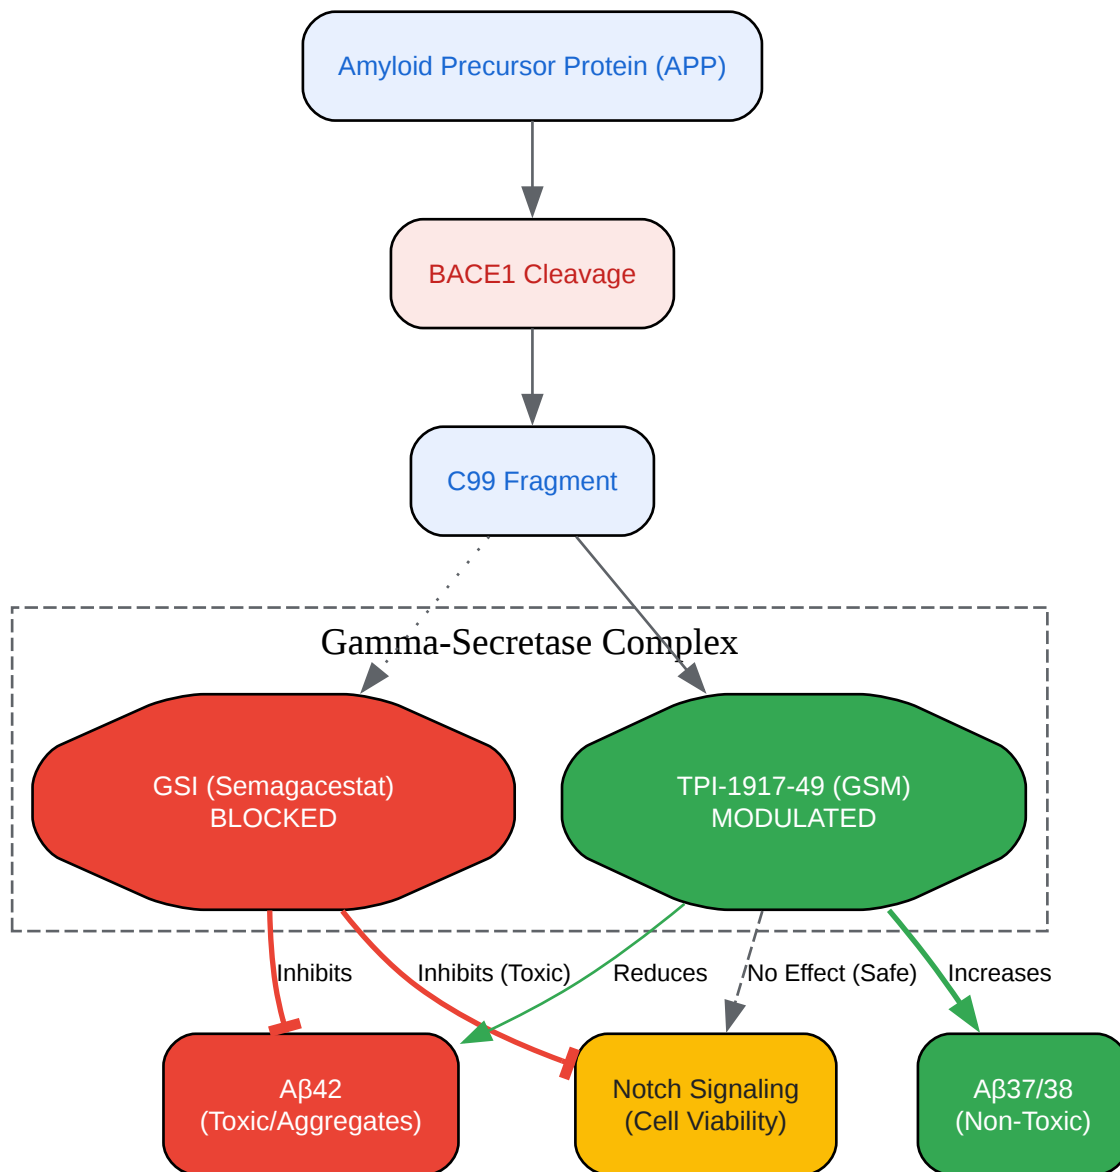 Amyloid Precursor Protein (APP)
BACE1 Cleavage
C99 Fragment
Gamma-Secretase Complex
GSI (Semagacestat)
BLOCKED
TPI-1917-49 (GSM)
MODULATED
Inhibits
Inhibits (Toxic)
Reduces
No Effect (Safe)
Increases
Aβ42
(Toxic/Aggregates)
Notch Signaling
(Cell Viability)
Aβ37/38
(Non-Toxic)